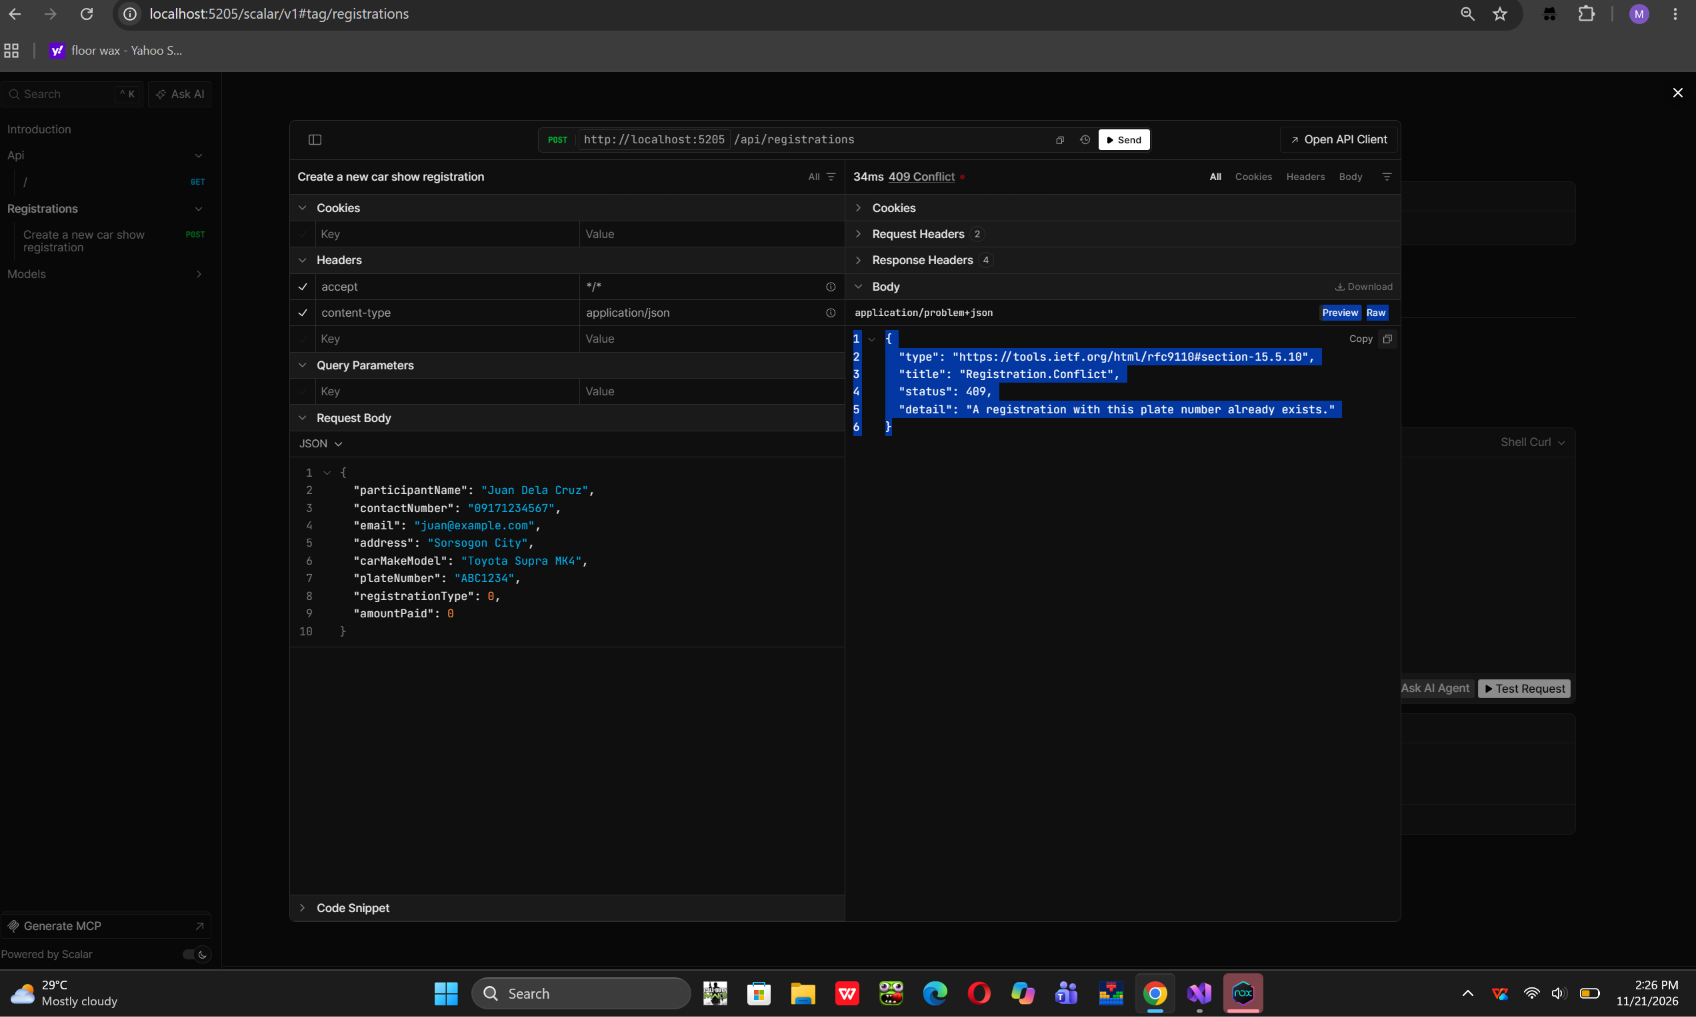 localhost:5205/scalar/v1#tag/registrations
M
floor wax - Yahoo S...
Search
^ K
Ask AI
Introduction
Api
/
GET
Registrations
Create a new car show registration
POST
Models
Generate MCP
Powered by Scalar
POST
http://localhost:5205
/api/registrations
Send
Open API Client
Create a new car show registration
All
Cookies
Key
Value
Headers
accept
*/*
content-type
application/json
Key
Value
Query Parameters
Key
Value
Request Body
JSON
1 {
2 "participantName": "Juan Dela Cruz",
3 "contactNumber": "09171234567",
4 "email": "juan@example.com",
5 "address": "Sorsogon City",
6 "carMakeModel": "Toyota Supra MK4",
7 "plateNumber": "ABC1234",
8 "registrationType": 0,
9 "amountPaid": 0
10 }
Code Snippet
34ms 409 Conflict
All
Cookies
Headers
Body
Cookies
Request Headers 2
Response Headers 4
Body
Download
application/problem+json
Preview
Raw
Copy
1 {
2 "type": "https://tools.ietf.org/html/rfc9110#section-15.5.10",
3 "title": "Registration.Conflict",
4 "status": 409,
5 "detail": "A registration with this plate number already exists."
6 }
Shell Curl
Ask AI Agent
Test Request
29°C
Mostly cloudy
Search
2:26 PM
11/21/2026